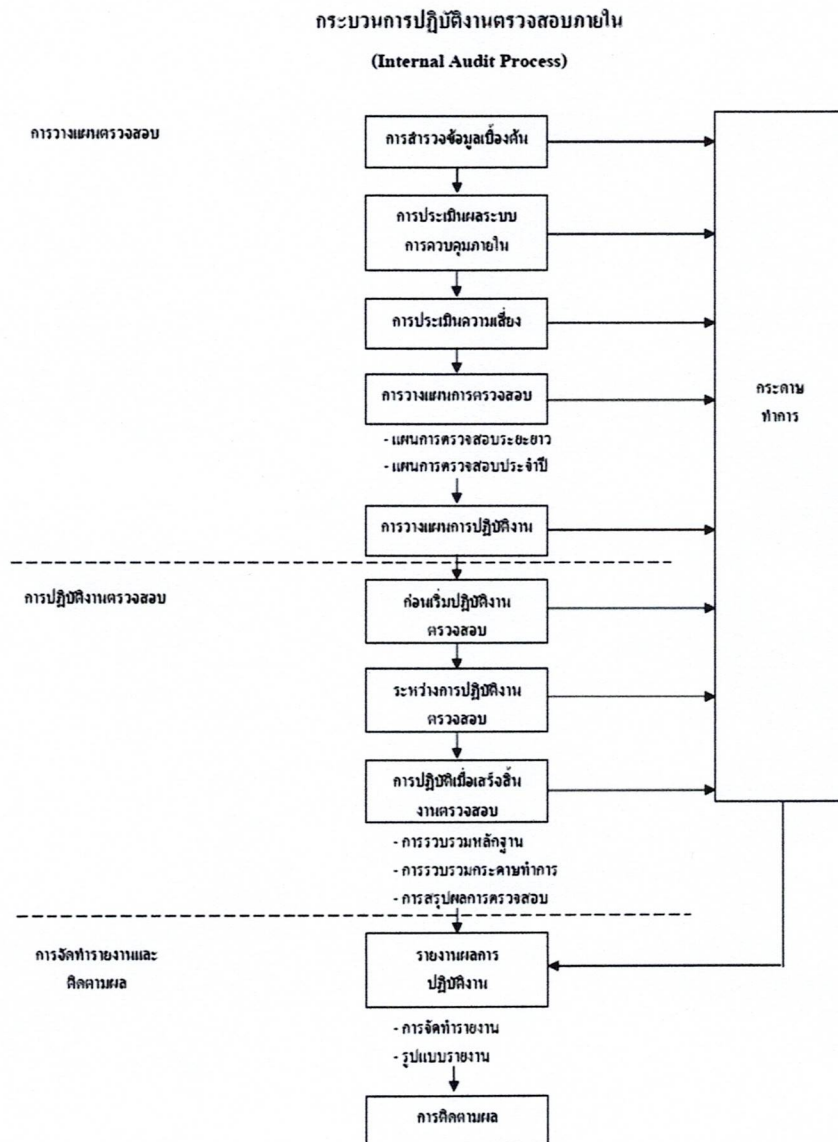 กระบวนการปฏิบัติงานตรวจสอบภายใน
(Internal Audit Process)
การวางแผนตรวจสอบ
การสำรวจข้อมูลเบื้องต้น
การประเมินผลระบบ
การควบคุมภายใน
การประเมินความเสี่ยง
การวางแผนการตรวจสอบ
- แผนการตรวจสอบระยะยาว
- แผนการตรวจสอบประจำปี
การวางแผนการปฏิบัติงาน
กระดาษ
ทำการ
การปฏิบัติงานตรวจสอบ
ก่อนเริ่มปฏิบัติงาน
ตรวจสอบ
ระหว่างการปฏิบัติงาน
ตรวจสอบ
การปฏิบัติเมื่อเสร็จสิ้น
งานตรวจสอบ
- การรวบรวมหลักฐาน
- การรวบรวมกระดาษทำการ
- การสรุปผลการตรวจสอบ
การจัดทำรายงานและ
ติดตามผล
รายงานผลการ
ปฏิบัติงาน
- การจัดทำรายงาน
- รูปแบบรายงาน
การติดตามผล